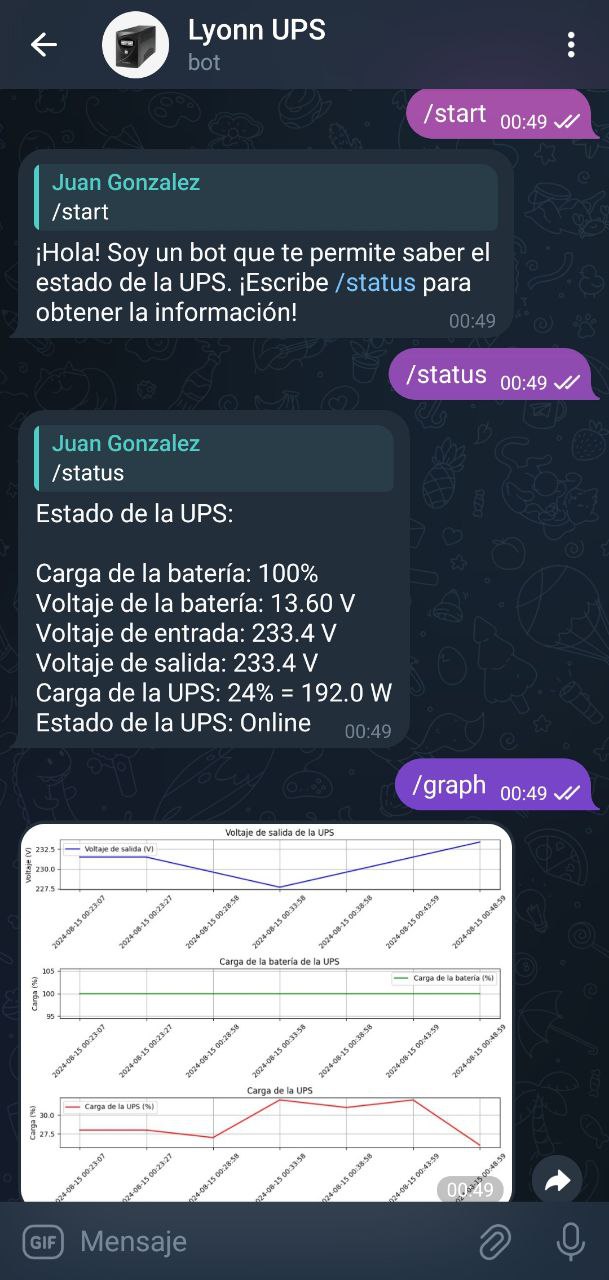 Lyonn UPS
bot
/start 00:49
Juan Gonzalez
/start
¡Hola! Soy un bot que te permite saber el
estado de la UPS. ¡Escribe /status para
obtener la información!
00:49
/status 00:49
Juan Gonzalez
/status
Estado de la UPS:
Carga de la batería: 100%
Voltaje de la batería: 13.60 V
Voltaje de entrada: 233.4 V
Voltaje de salida: 233.4 V
Carga de la UPS: 24% = 192.0 W
Estado de la UPS: Online 00:49
/graph 00:49
Voltaje de salida de la UPS
Voltaje (V)
232.5
230.0
227.5
Voltaje de salida (V)
2024-08-15 00:23:07
2024-08-15 00:23:27
2024-08-15 00:28:58
2024-08-15 00:33:58
2024-08-15 00:38:58
2024-08-15 00:43:59
2024-08-15 00:48:59
Carga de la batería de la UPS
Carga (%)
105
100
95
Carga de la batería (%)
2024-08-15 00:23:07
2024-08-15 00:23:27
2024-08-15 00:28:58
2024-08-15 00:33:58
2024-08-15 00:38:58
2024-08-15 00:43:59
2024-08-15 00:48:59
Carga de la UPS
Carga (%)
30.0
27.5
Carga de la UPS (%)
024-08-15 00:23:07
024-08-15 00:23:27
024-08-15 00:28:58
024-08-15 00:33:58
024-08-15 00:38:58
024-08-15 00:43:59
00:48:59
00:49
GIF
Mensaje